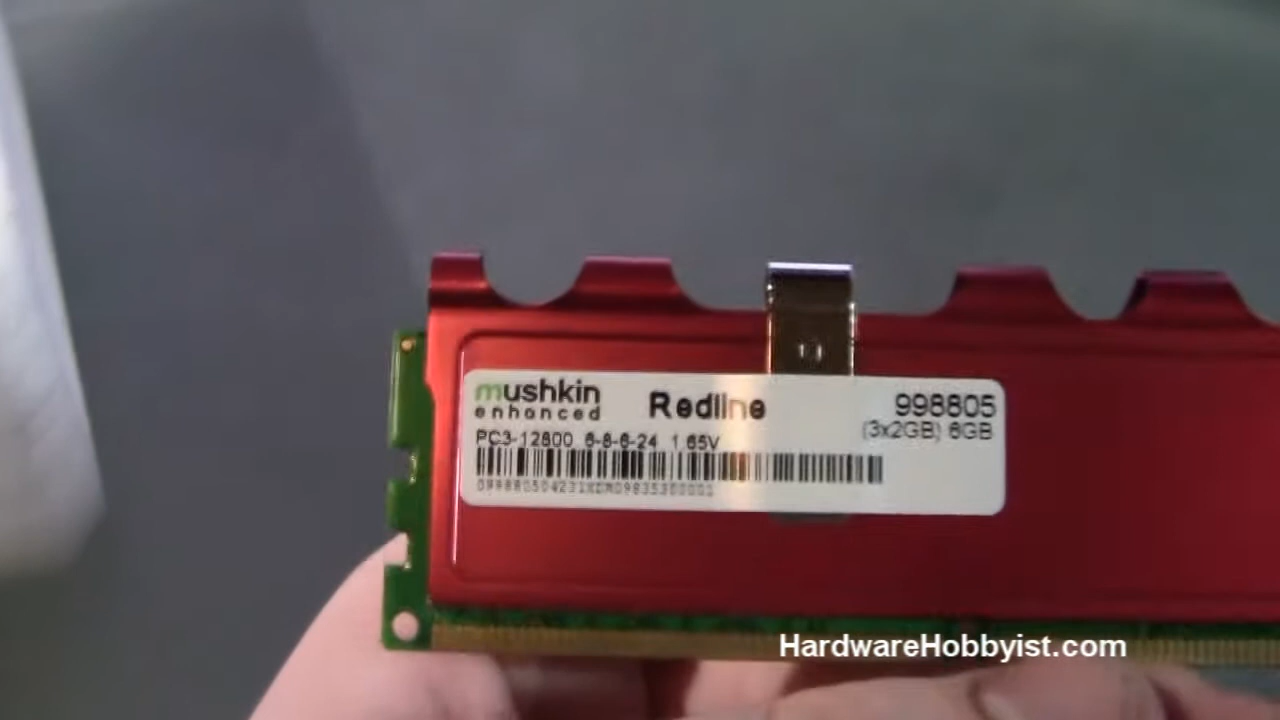 mushkin
enhanced
Redline
998805
(3x2GB) 6GB
PC3-12800 6-8-6-24 1.65V
HardwareHobbyist.com